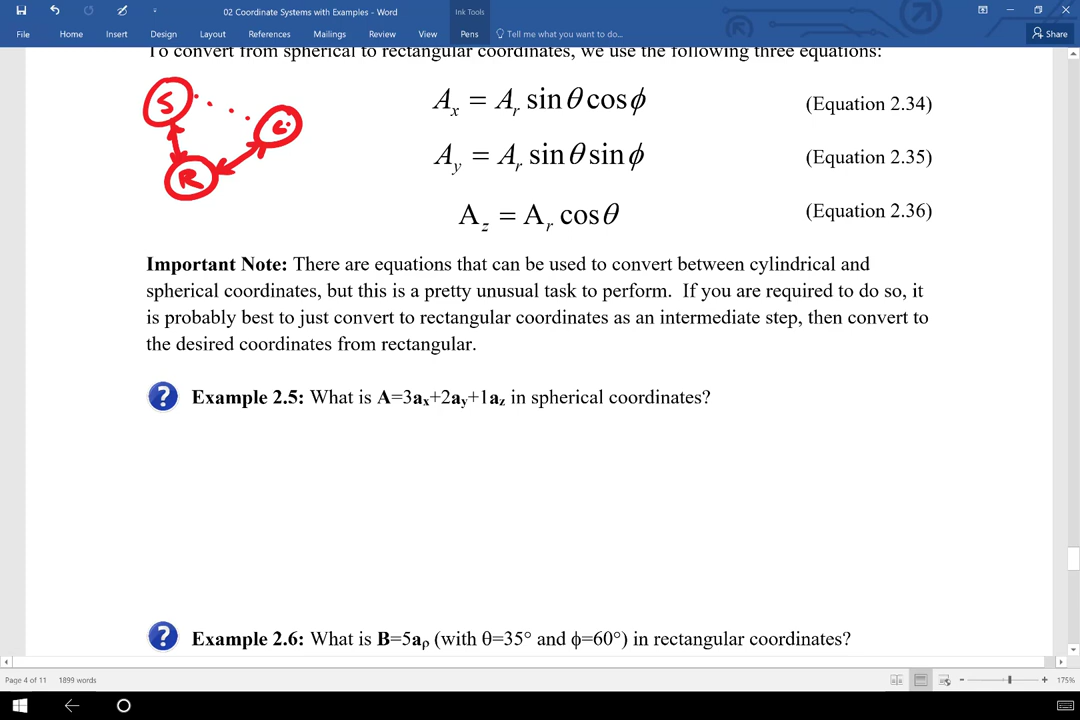 02 Coordinate Systems with Examples - Word
Ink Tools
File Home Insert Design Layout References Mailings Review View Pens Tell me what you want to do... Share
To convert from spherical to rectangular coordinates, we use the following three equations:
S
C
R
A_x = A_r sin θ cos ϕ (Equation 2.34)
A_y = A_r sin θ sin ϕ (Equation 2.35)
A_z = A_r cos θ (Equation 2.36)
Important Note: There are equations that can be used to convert between cylindrical and
spherical coordinates, but this is a pretty unusual task to perform. If you are required to do so, it
is probably best to just convert to rectangular coordinates as an intermediate step, then convert to
the desired coordinates from rectangular.
? Example 2.5: What is A=3a_x+2a_y+1a_z in spherical coordinates?
? Example 2.6: What is B=5a_ρ (with θ=35° and ϕ=60°) in rectangular coordinates?
Page 4 of 11 1899 words 175%